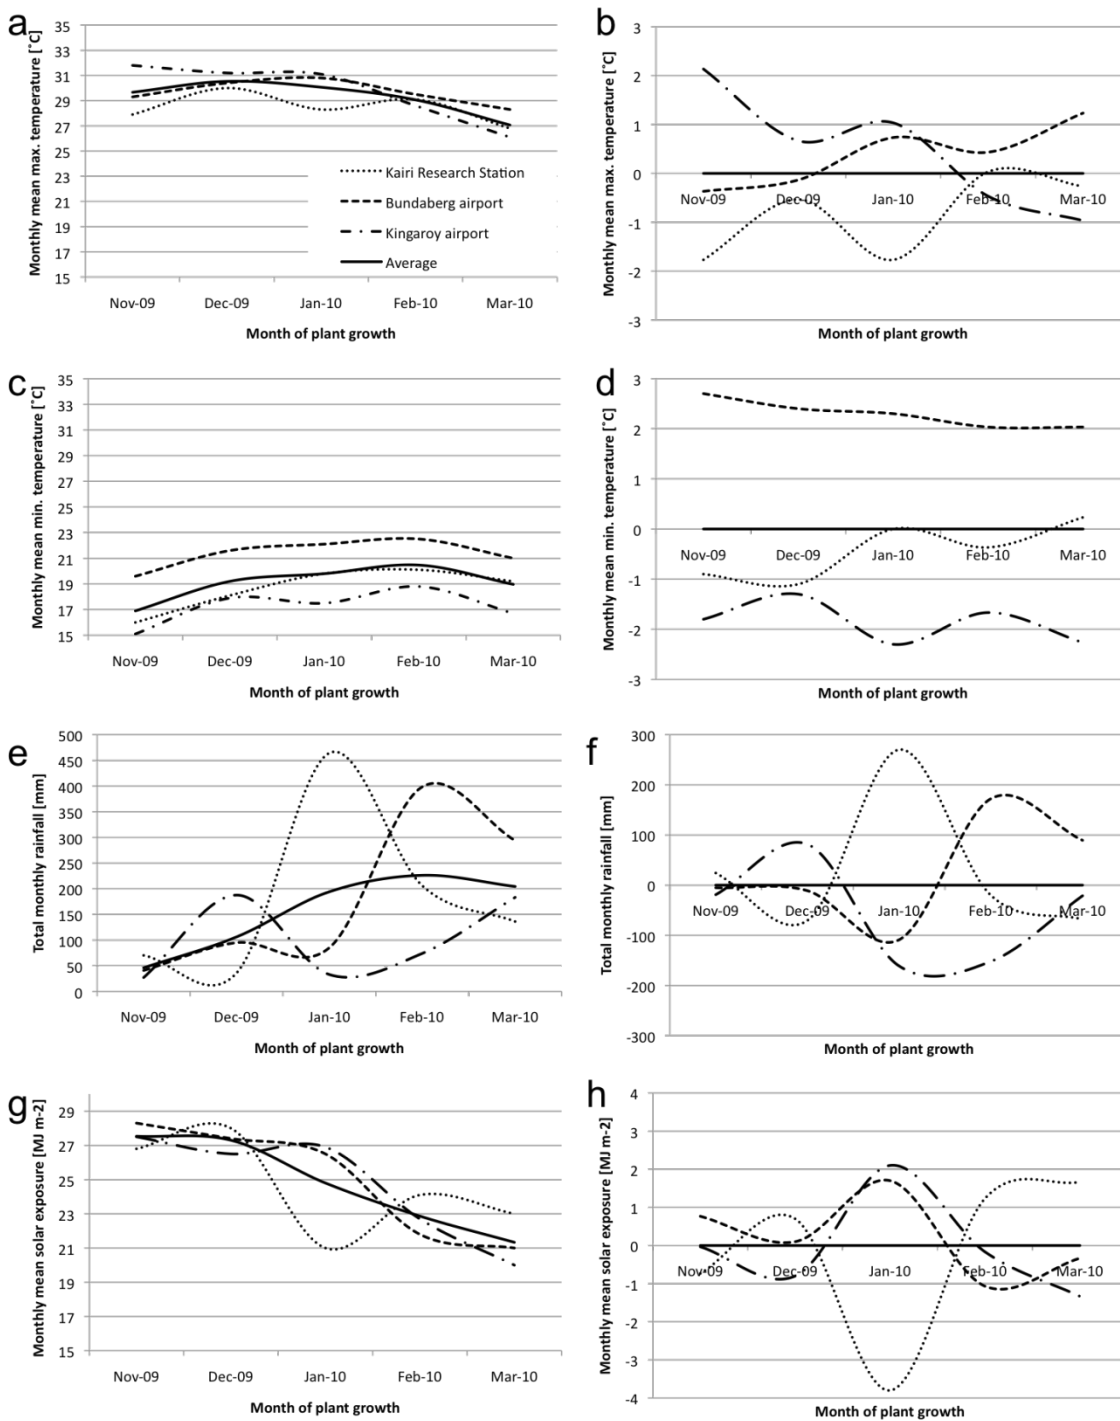 a
Monthly mean max. temperature [˚C]
35
33
31
29
27
25
23
21
19
17
15
Kairi Research Station
Bundaberg airport
Kingaroy airport
Average
Nov-09 Dec-09 Jan-10 Feb-10 Mar-10
Month of plant growth
b
Monthly mean max. temperature [˚C]
3
2
1
0
-1
-2
-3
Nov-09 Dec-09 Jan-10 Feb-10 Mar-10
Month of plant growth
c
Monthly mean min. temperature [˚C]
35
33
31
29
27
25
23
21
19
17
15
Nov-09 Dec-09 Jan-10 Feb-10 Mar-10
Month of plant growth
d
Monthly mean min. temperature [˚C]
3
2
1
0
-1
-2
-3
Nov-09 Dec-09 Jan-10 Feb-10 Mar-10
Month of plant growth
e
Total monthly rainfall [mm]
500
450
400
350
300
250
200
150
100
50
0
Nov-09 Dec-09 Jan-10 Feb-10 Mar-10
Month of plant growth
f
Total monthly rainfall [mm]
300
200
100
0
-100
-200
-300
Nov-09 Dec-09 Jan-10 Feb-10 Mar-10
Month of plant growth
g
Monthly mean solar exposure [MJ m-2]
29
27
25
23
21
19
17
15
Nov-09 Dec-09 Jan-10 Feb-10 Mar-10
Month of plant growth
h
Monthly mean solar exposure [MJ m-2]
4
3
2
1
0
-1
-2
-3
-4
Nov-09 Dec-09 Jan-10 Feb-10 Mar-10
Month of plant growth